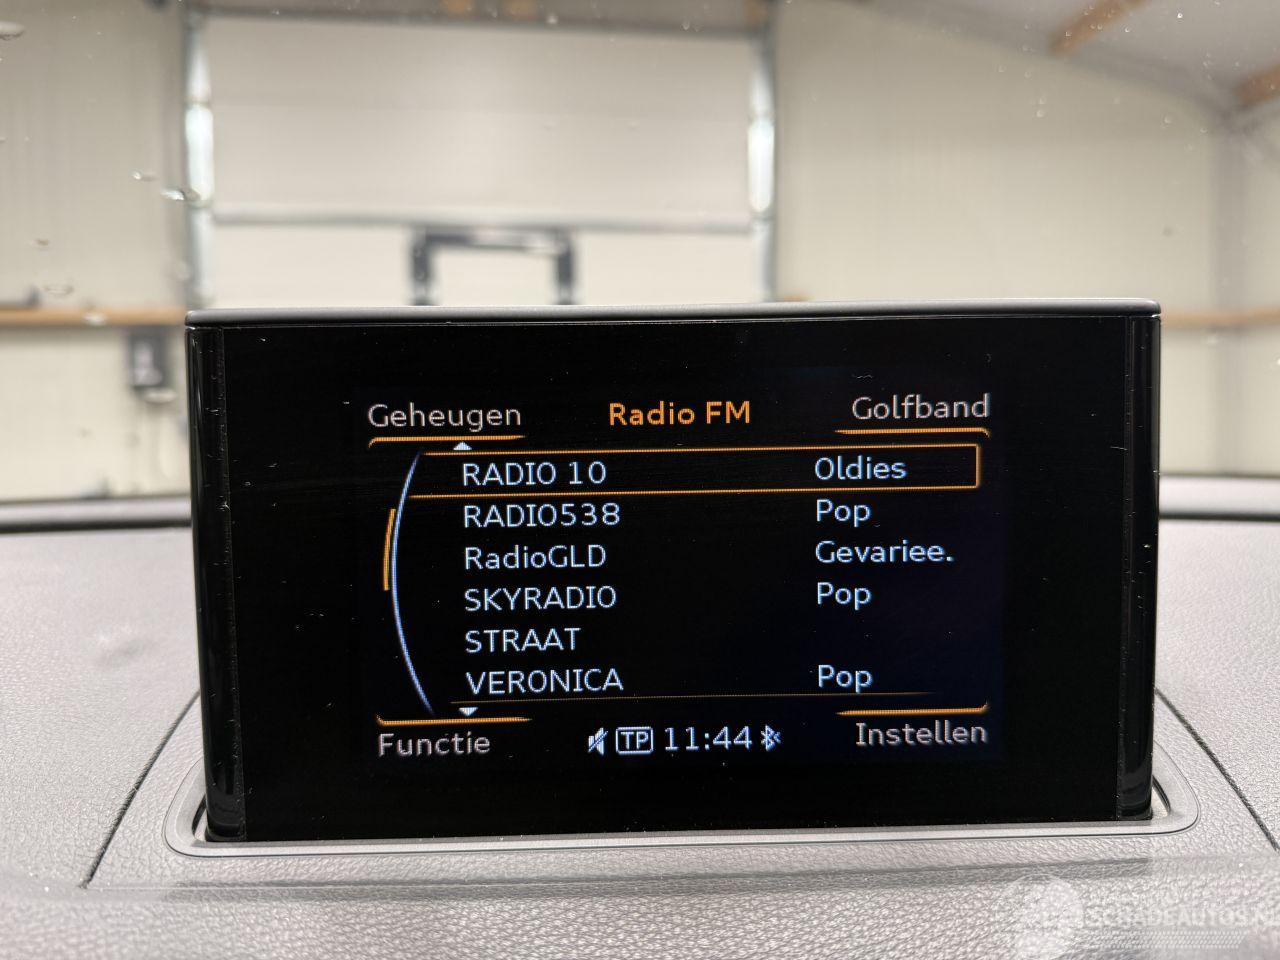 Geheugen Radio FM Golfband
RADIO 10 Oldies
RADIO538 Pop
RadioGLD Gevariee.
SKYRADIO Pop
STRAAT
VERONICA Pop
Functie TP 11:44 Instellen
SCHADEAUTOS